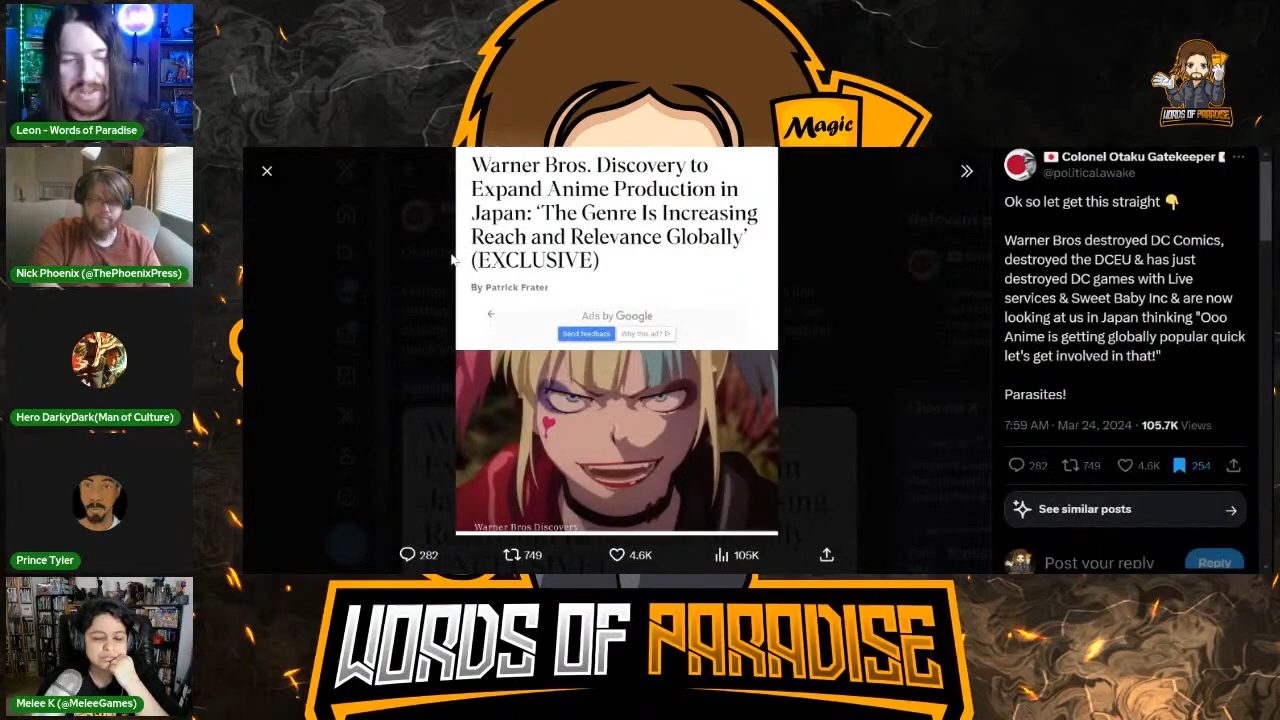 Leon - Words of Paradise
Nick Phoenix (@ThePhoenixPress)
Hero DarkyDark(Man of Culture)
Prince Tyler
Melee K (@MeleeGames)
Magic
WORDS OF PARADISE
Warner Bros. Discovery to
Expand Anime Production in
Japan: ‘The Genre Is Increasing
Reach and Relevance Globally’
(EXCLUSIVE)
By Patrick Frater
Ads by Google
Send feedback
Why this ad?
Warner Bros Discovery
282
749
4.6K
105K
Colonel Otaku Gatekeeper
@politicalawake
Ok so let get this straight
Warner Bros destroyed DC Comics,
destroyed the DCEU & has just
destroyed DC games with Live
services & Sweet Baby Inc & are now
looking at us in Japan thinking "Ooo
Anime is getting globally popular quick
let's get involved in that!"
Parasites!
7:59 AM · Mar 24, 2024 · 105.7K Views
282
749
4.6K
254
See similar posts
Post your reply
Reply
WORDS OF PARADISE